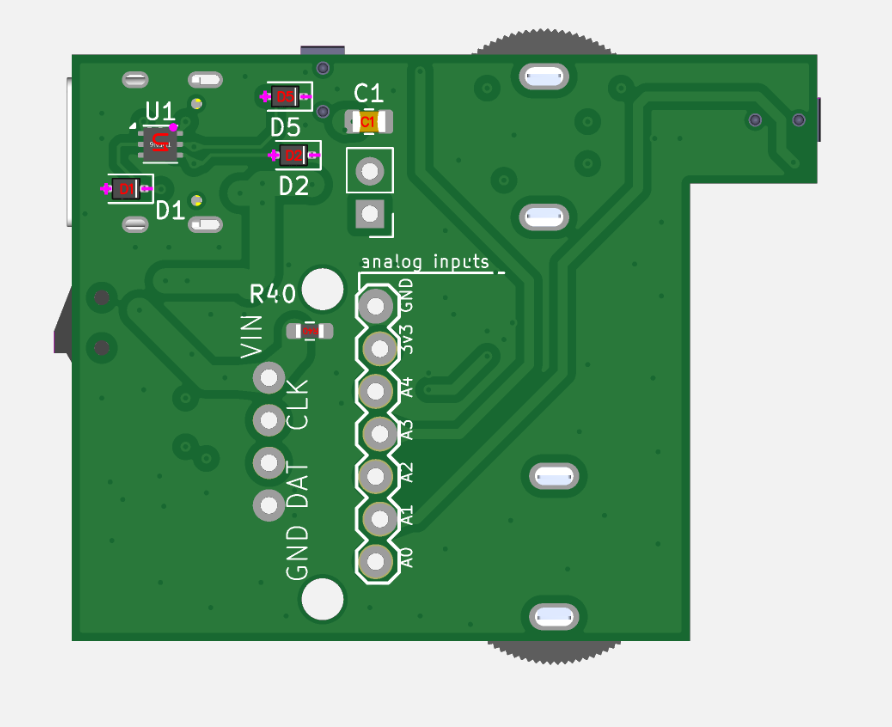 U1
C1
C1
D5
D2
D2
D1
D1
analog inputs
R40
VIN
CLK
DAT
GND
GND
3v3
A4
A3
A2
A1
A0